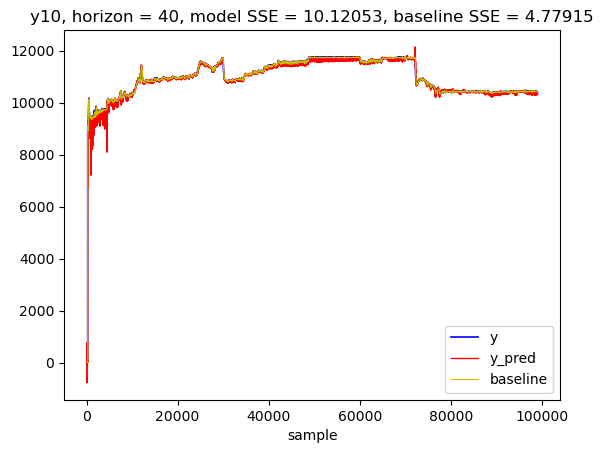 y10, horizon = 40, model SSE = 10.12053, baseline SSE = 4.77915
12000
10000
8000
6000
4000
2000
0
y
y_pred
baseline
0 20000 40000 60000 80000 100000
sample